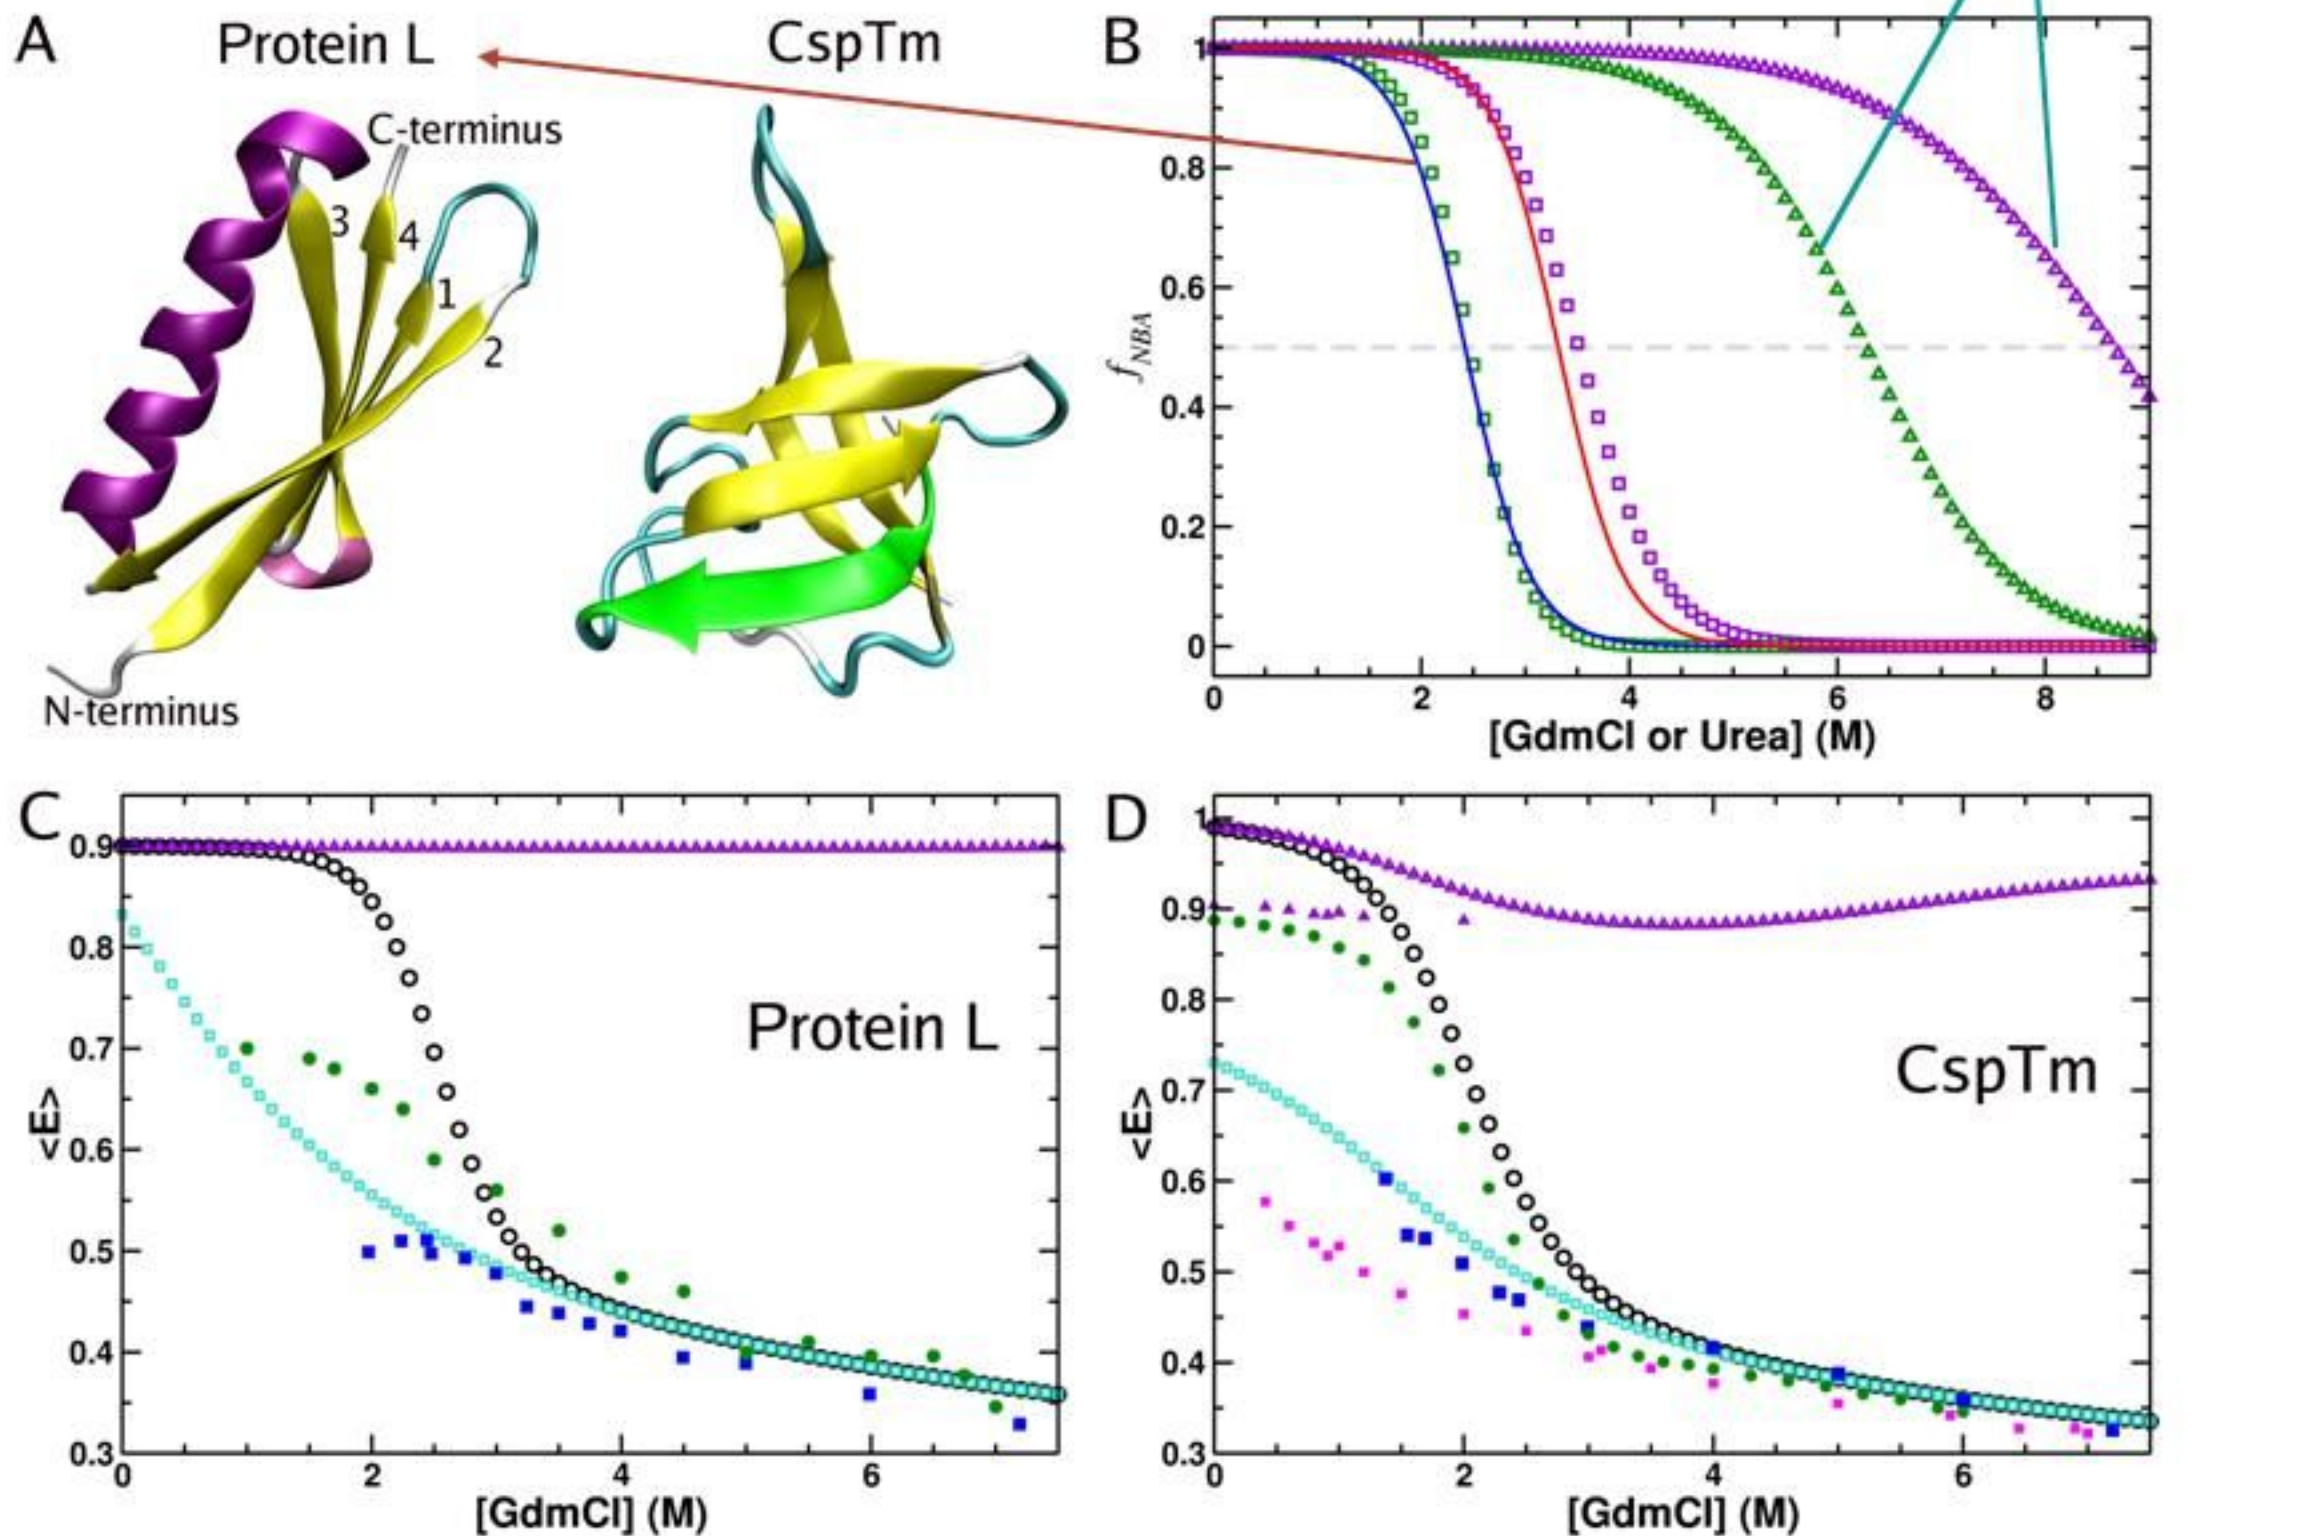 A
Protein L
CspTm
C-terminus
3
4
1
2
N-terminus
B
1
0.8
0.6
0.4
0.2
0
f_NBA
0 2 4 6 8
[GdmCl or Urea] (M)
C
0.9
0.8
0.7
0.6
0.5
0.4
0.3
<E>
Protein L
0 2 4 6
[GdmCl] (M)
D
1
0.9
0.8
0.7
0.6
0.5
0.4
0.3
<E>
CspTm
0 2 4 6
[GdmCl] (M)